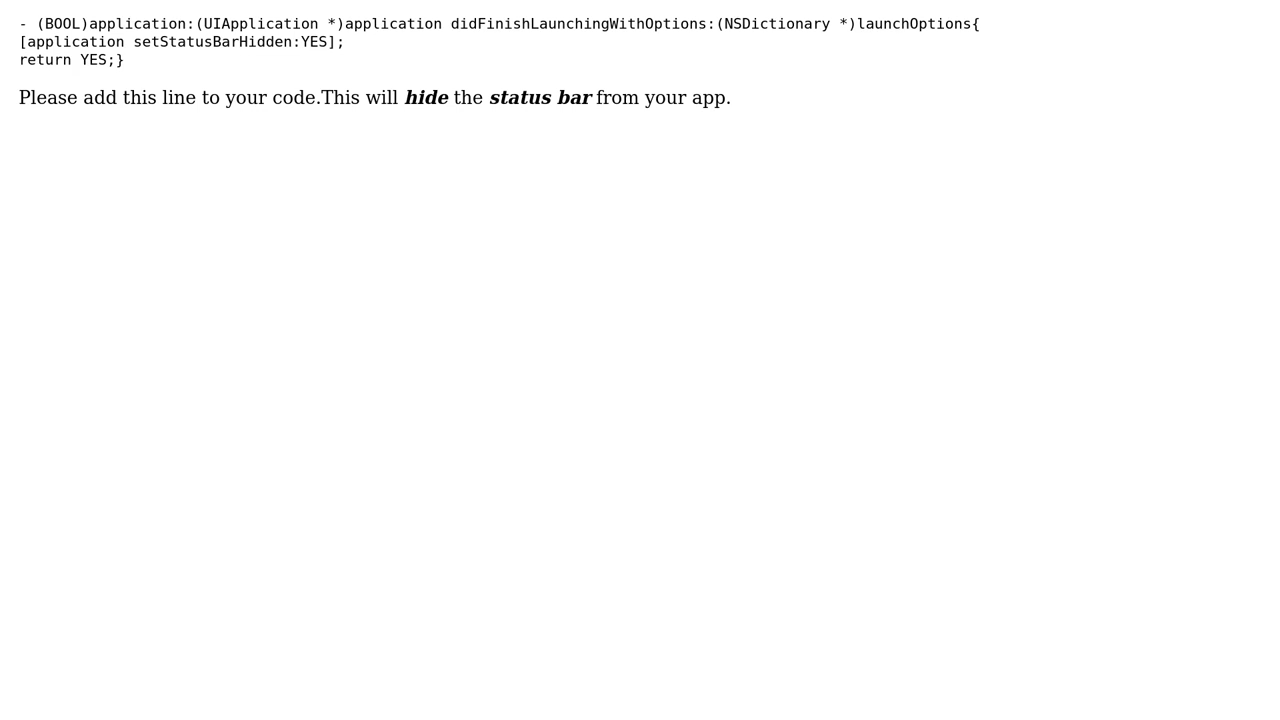 - (BOOL)application:(UIApplication *)application didFinishLaunchingWithOptions:(NSDictionary *)launchOptions{
[application setStatusBarHidden:YES];
return YES;}
Please add this line to your code.This will hide the status bar from your app.